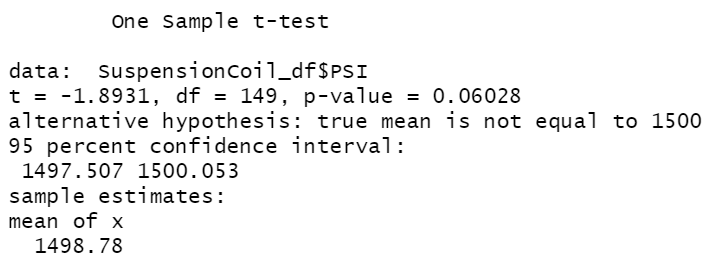 One Sample t-test
data: SuspensionCoil_df$PSI
t = -1.8931, df = 149, p-value = 0.06028
alternative hypothesis: true mean is not equal to 1500
95 percent confidence interval:
1497.507 1500.053
sample estimates:
mean of x
1498.78